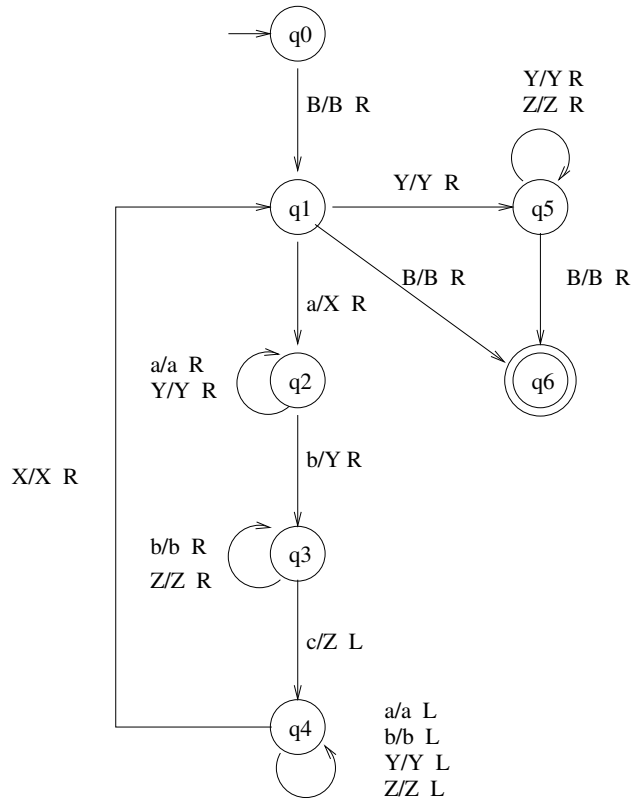 q0
B/B R
Y/Y R
Z/Z R
q1
Y/Y R
q5
B/B R
B/B R
a/X R
a/a R
Y/Y R
q2
q6
X/X R
b/Y R
b/b R
Z/Z R
q3
c/Z L
q4
a/a L
b/b L
Y/Y L
Z/Z L